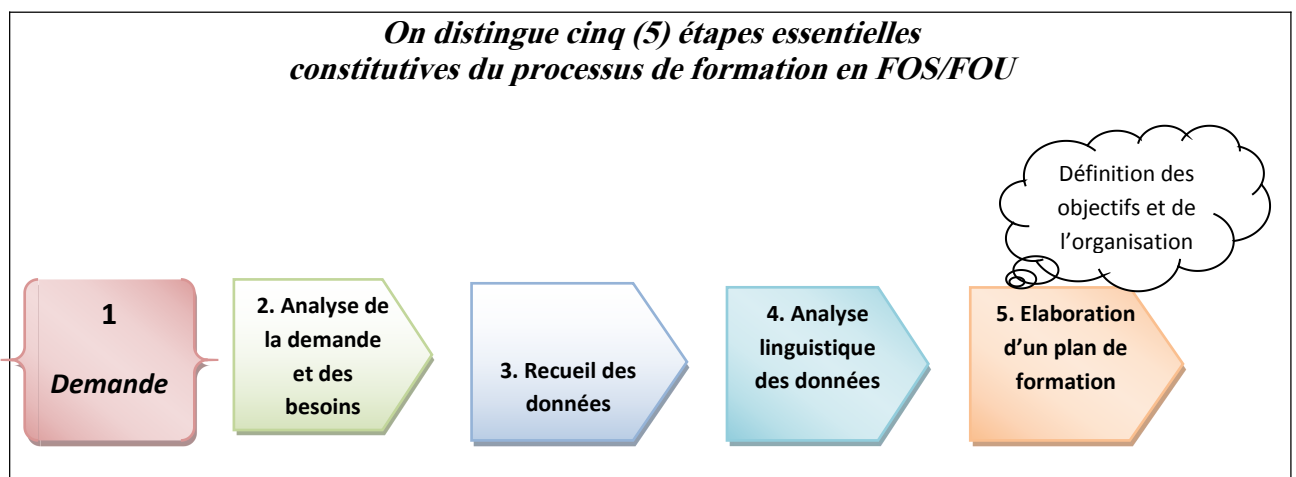 On distingue cinq (5) étapes essentielles
constitutives du processus de formation en FOS/FOU
1
Demande
2. Analyse de
la demande
et des
besoins
3. Recueil des
données
4. Analyse
linguistique
des données
Définition des
objectifs et de
l’organisation
5. Elaboration
d’un plan de
formation